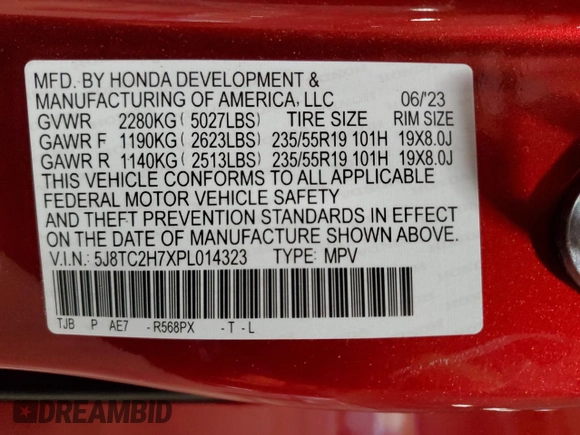 MFD. BY HONDA DEVELOPMENT &
MANUFACTURING OF AMERICA, LLC 06/'23
GVWR 2280KG(5027LBS) TIRE SIZE RIM SIZE
GAWR F 1190KG(2623LBS) 235/55R19 101H 19X8.0J
GAWR R 1140KG(2513LBS) 235/55R19 101H 19X8.0J
THIS VEHICLE CONFORMS TO ALL APPLICABLE
FEDERAL MOTOR VEHICLE SAFETY
AND THEFT PREVENTION STANDARDS IN EFFECT
ON THE DATE OF MANUFACTURE SHOWN ABOVE.
V.I.N.: 5J8TC2H7XPL014323 TYPE: MPV
TJB P AE7 -R568PX -T-L
DREAMBID